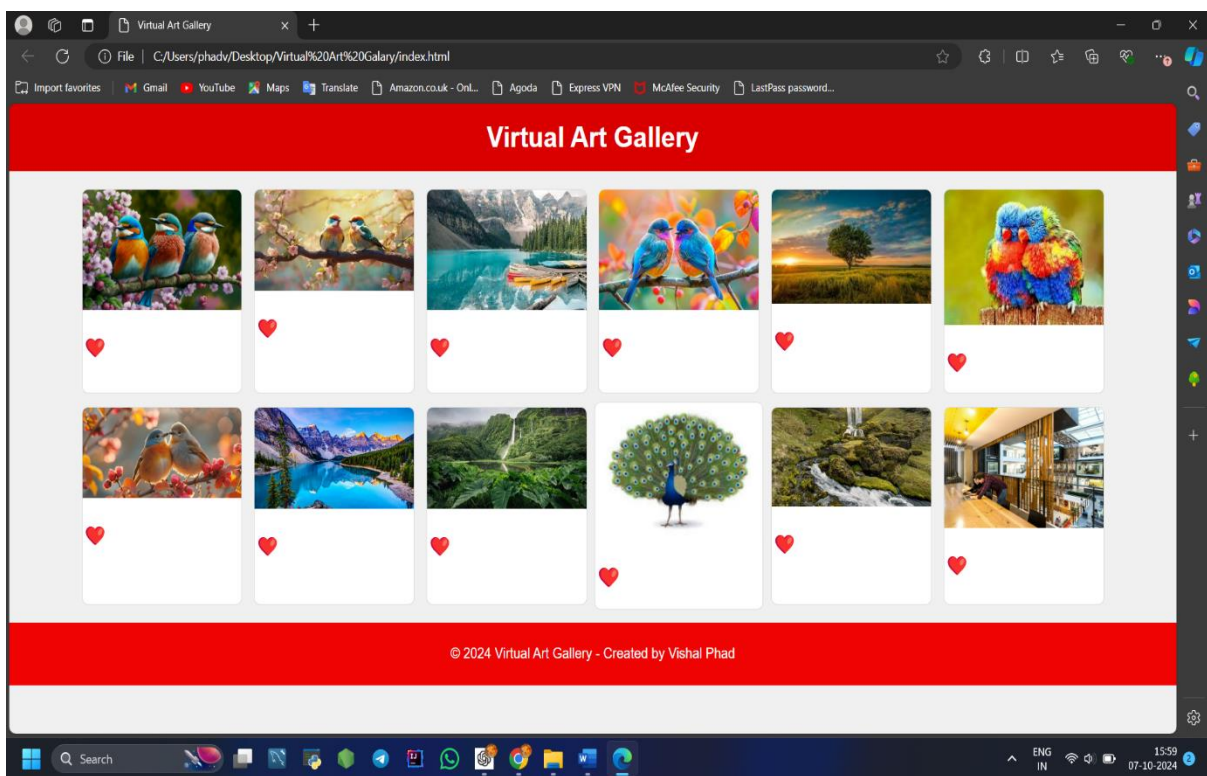 Virtual Art Gallery
File | C:/Users/phadv/Desktop/Virtual%20Art%20Galary/index.html
Import favorites | Gmail YouTube Maps Translate Amazon.co.uk - Onl... Agoda Express VPN McAfee Security LastPass password...
Virtual Art Gallery
© 2024 Virtual Art Gallery - Created by Vishal Phad
Search
ENG
IN
15:59
07-10-2024
2